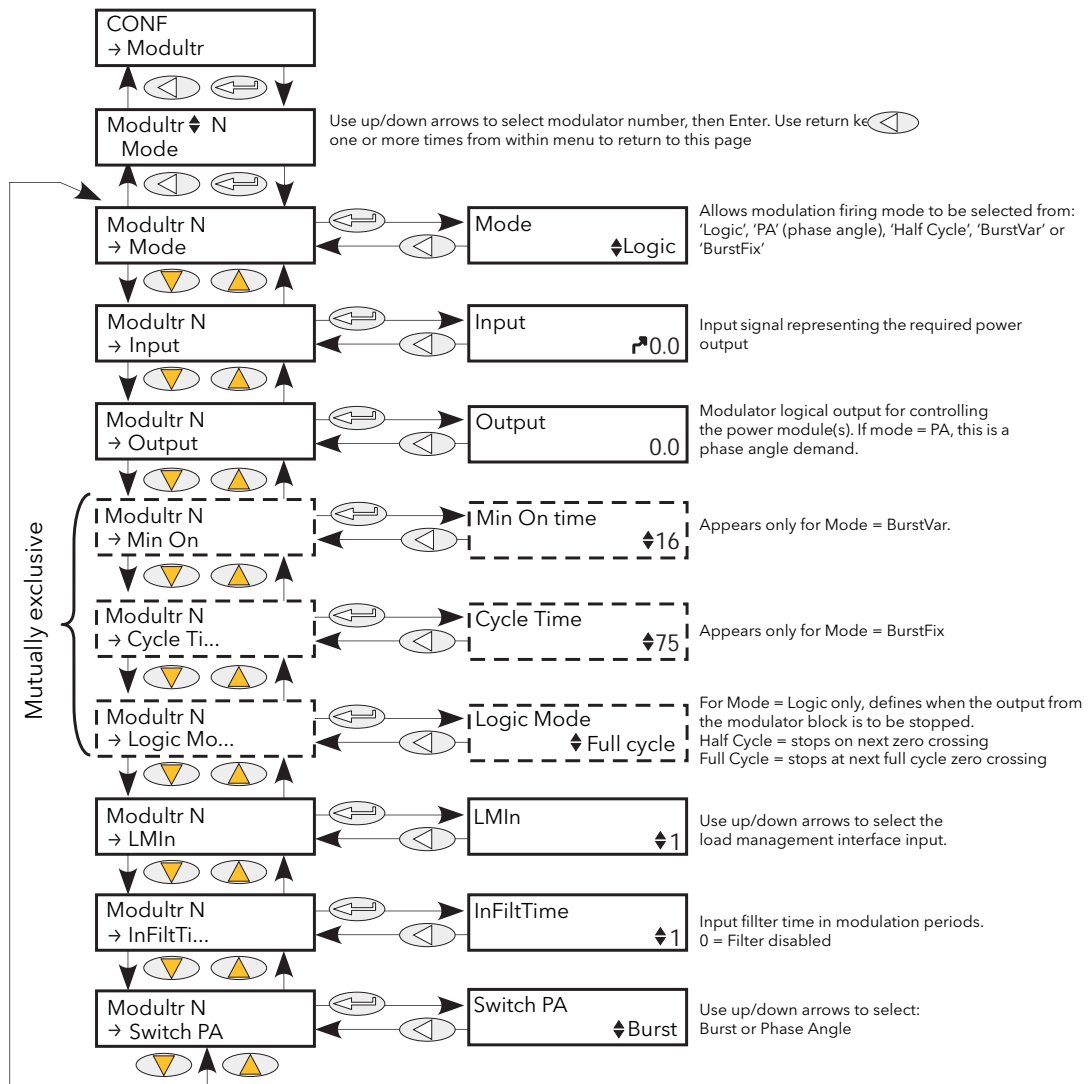 CONF
→ Modultr
Modultr N
Mode
Use up/down arrows to select modulator number, then Enter. Use return ke
one or more times from within menu to return to this page
Modultr N
→ Mode
Mode
Logic
Allows modulation firing mode to be selected from:
'Logic', 'PA' (phase angle), 'Half Cycle', 'BurstVar' or
'BurstFix'
Modultr N
→ Input
Input
0.0
Input signal representing the required power
output
Modultr N
→ Output
Output
0.0
Modulator logical output for controlling
the power module(s). If mode = PA, this is a
phase angle demand.
Mutually exclusive
Modultr N
→ Min On
Min On time
16
Appears only for Mode = BurstVar.
Modultr N
→ Cycle Ti...
Cycle Time
75
Appears only for Mode = BurstFix
Modultr N
→ Logic Mo...
Logic Mode
Full cycle
For Mode = Logic only, defines when the output from
the modulator block is to be stopped.
Half Cycle = stops on next zero crossing
Full Cycle = stops at next full cycle zero crossing
Modultr N
→ LMIn
LMIn
1
Use up/down arrows to select the
load management interface input.
Modultr N
→ InFiltTi...
InFiltTime
1
Input fillter time in modulation periods.
0 = Filter disabled
Modultr N
→ Switch PA
Switch PA
Burst
Use up/down arrows to select:
Burst or Phase Angle